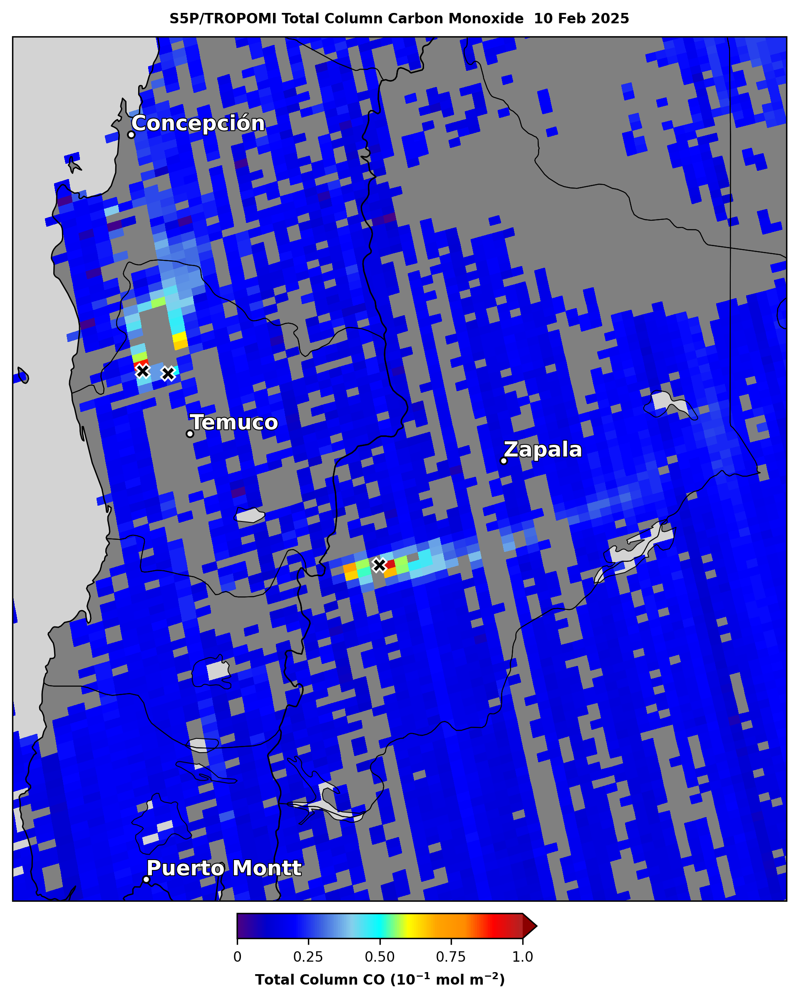 S5P/TROPOMI Total Column Carbon Monoxide  10 Feb 2025
Concepción
Temuco
Zapala
Puerto Montt
0 0.25 0.50 0.75 1.0
Total Column CO (10⁻¹ mol m⁻²)